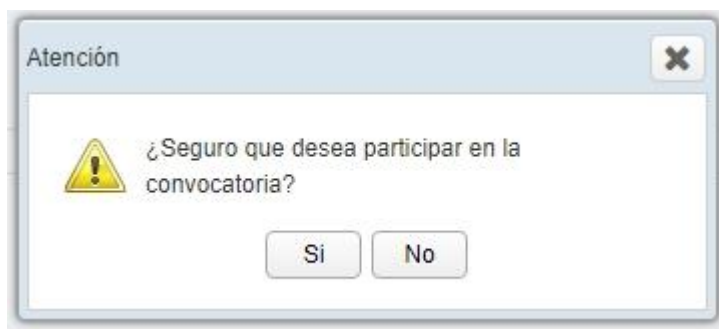 Atención
¿Seguro que desea participar en la
convocatoria?
Si
No